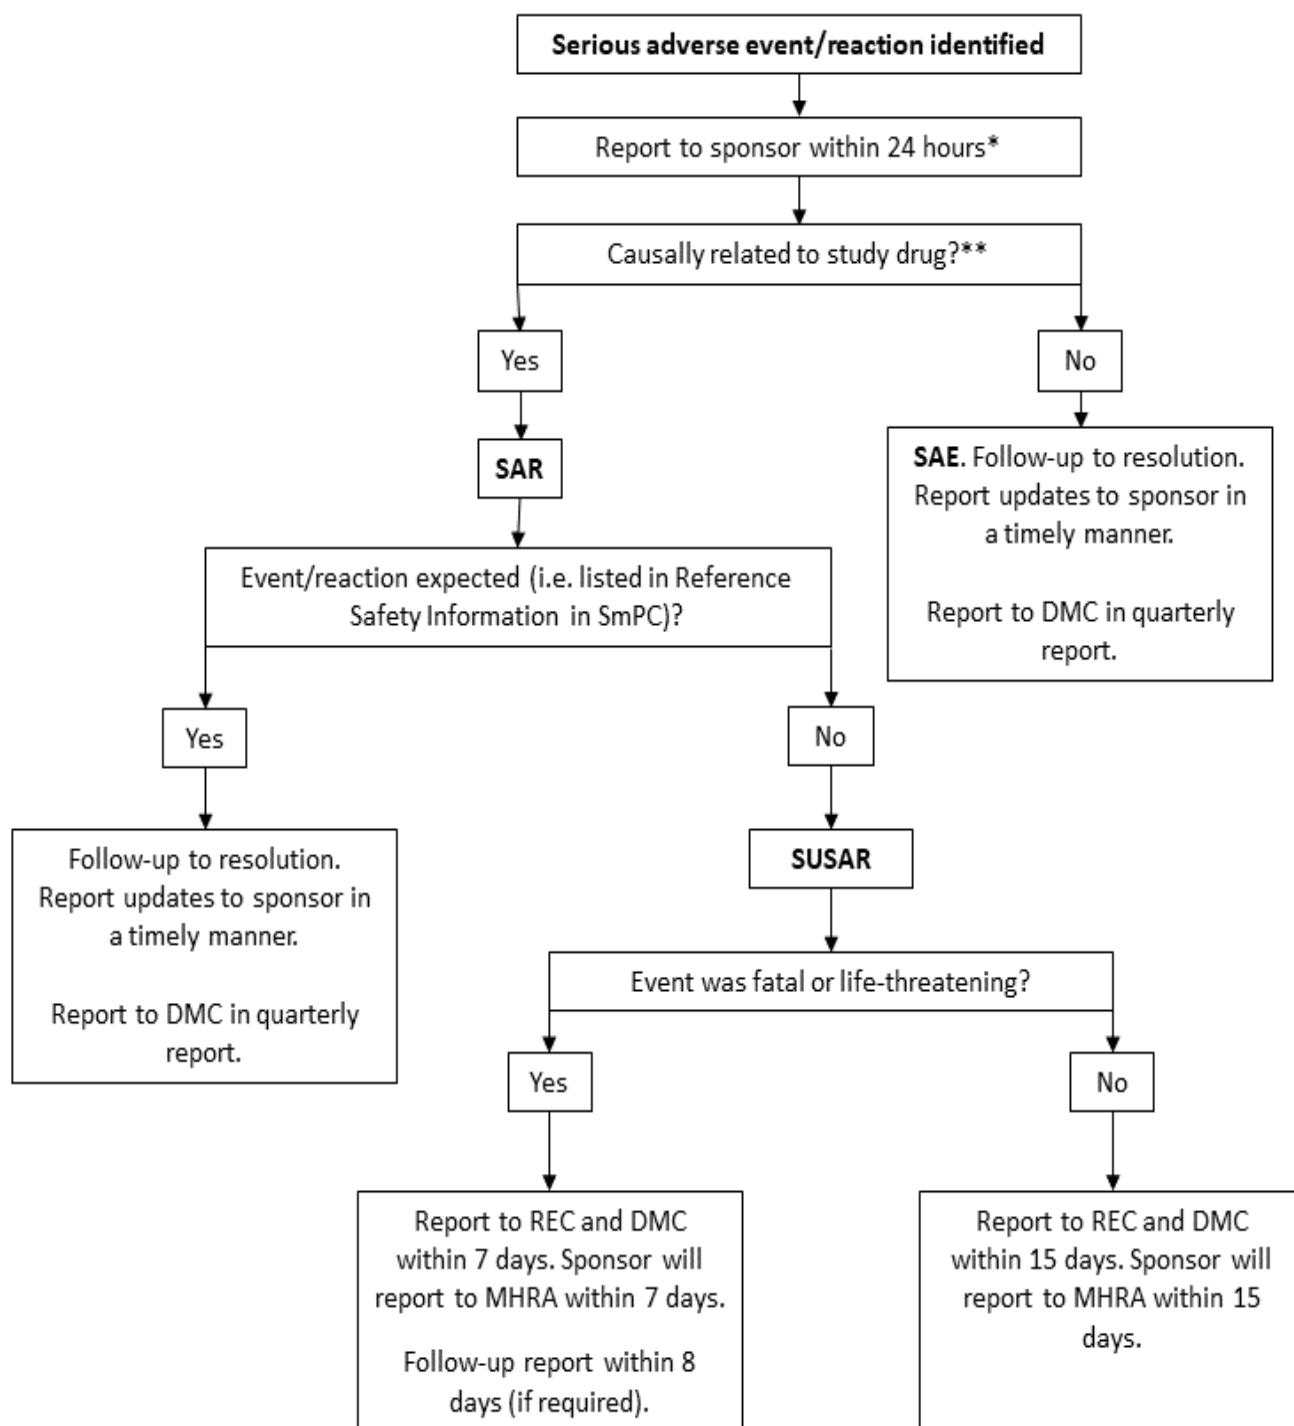 Serious adverse event/reaction identified
Report to sponsor within 24 hours*
Causally related to study drug?**
Yes
No
SAR
SAE. Follow-up to resolution.
Report updates to sponsor in
a timely manner.
Report to DMC in quarterly
report.
Event/reaction expected (i.e. listed in Reference
Safety Information in SmPC)?
Yes
No
Follow-up to resolution.
Report updates to sponsor in
a timely manner.
Report to DMC in quarterly
report.
SUSAR
Event was fatal or life-threatening?
Yes
No
Report to REC and DMC
within 7 days. Sponsor will
report to MHRA within 7 days.
Follow-up report within 8
days (if required).
Report to REC and DMC
within 15 days. Sponsor will
report to MHRA within 15
days.